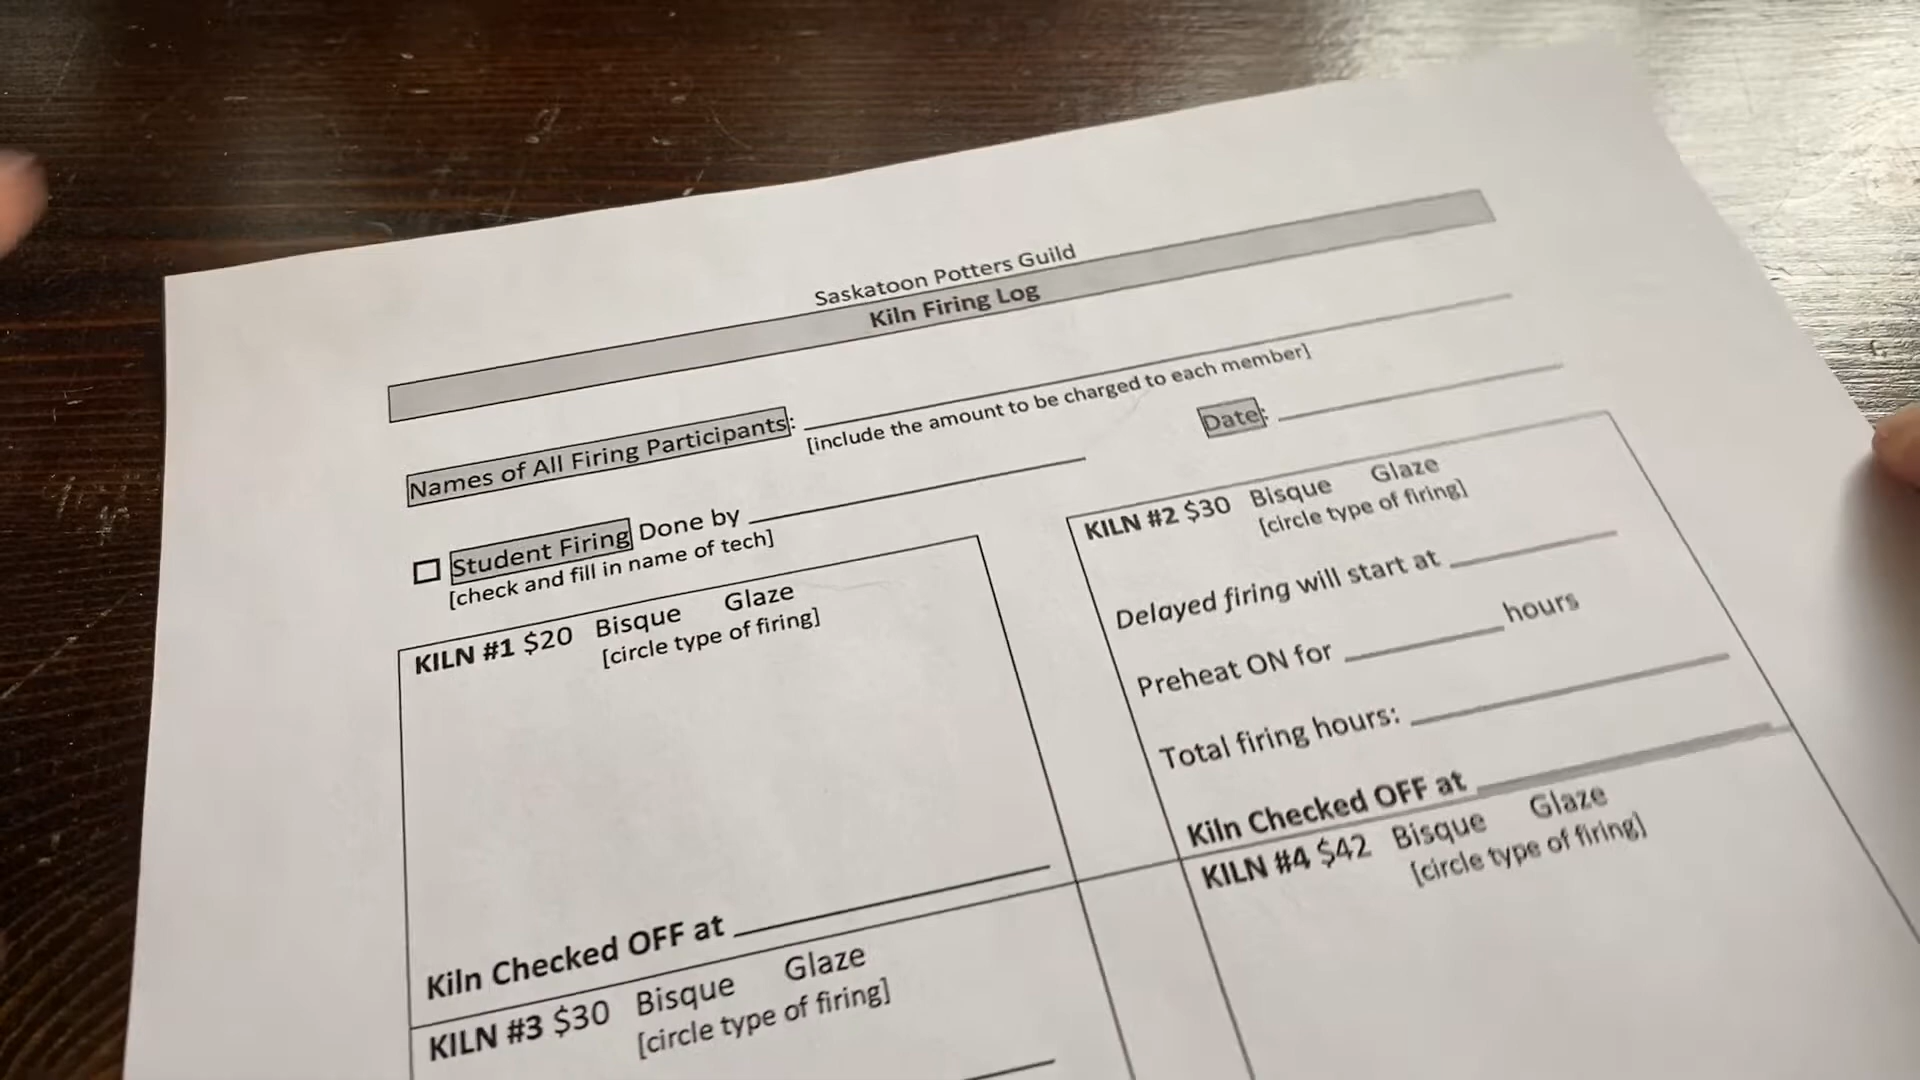 Saskatoon Potters Guild
Kiln Firing Log
Names of All Firing Participants:
[include the amount to be charged to each member]
Date:
Student Firing Done by
[check and fill in name of tech]
KILN #1 $20 Bisque Glaze
[circle type of firing]
Kiln Checked OFF at
KILN #2 $30 Bisque Glaze
[circle type of firing]
Delayed firing will start at
Preheat ON for hours
Total firing hours:
Kiln Checked OFF at
KILN #3 $30 Bisque Glaze
[circle type of firing]
KILN #4 $42 Bisque Glaze
[circle type of firing]